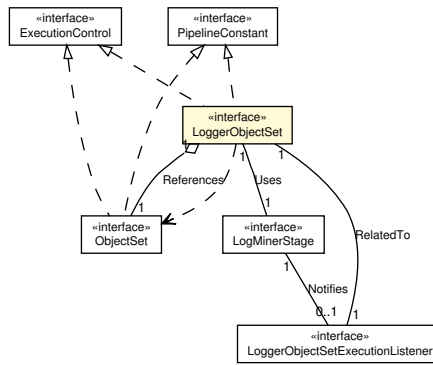 «interface»
ExecutionControl
«interface»
PipelineConstant
«interface»
LoggerObjectSet
1
1
1
References
Uses
1
1
«interface»
ObjectSet
«interface»
LogMinerStage
RelatedTo
1
Notifies
0..1
1
«interface»
LoggerObjectSetExecutionListener